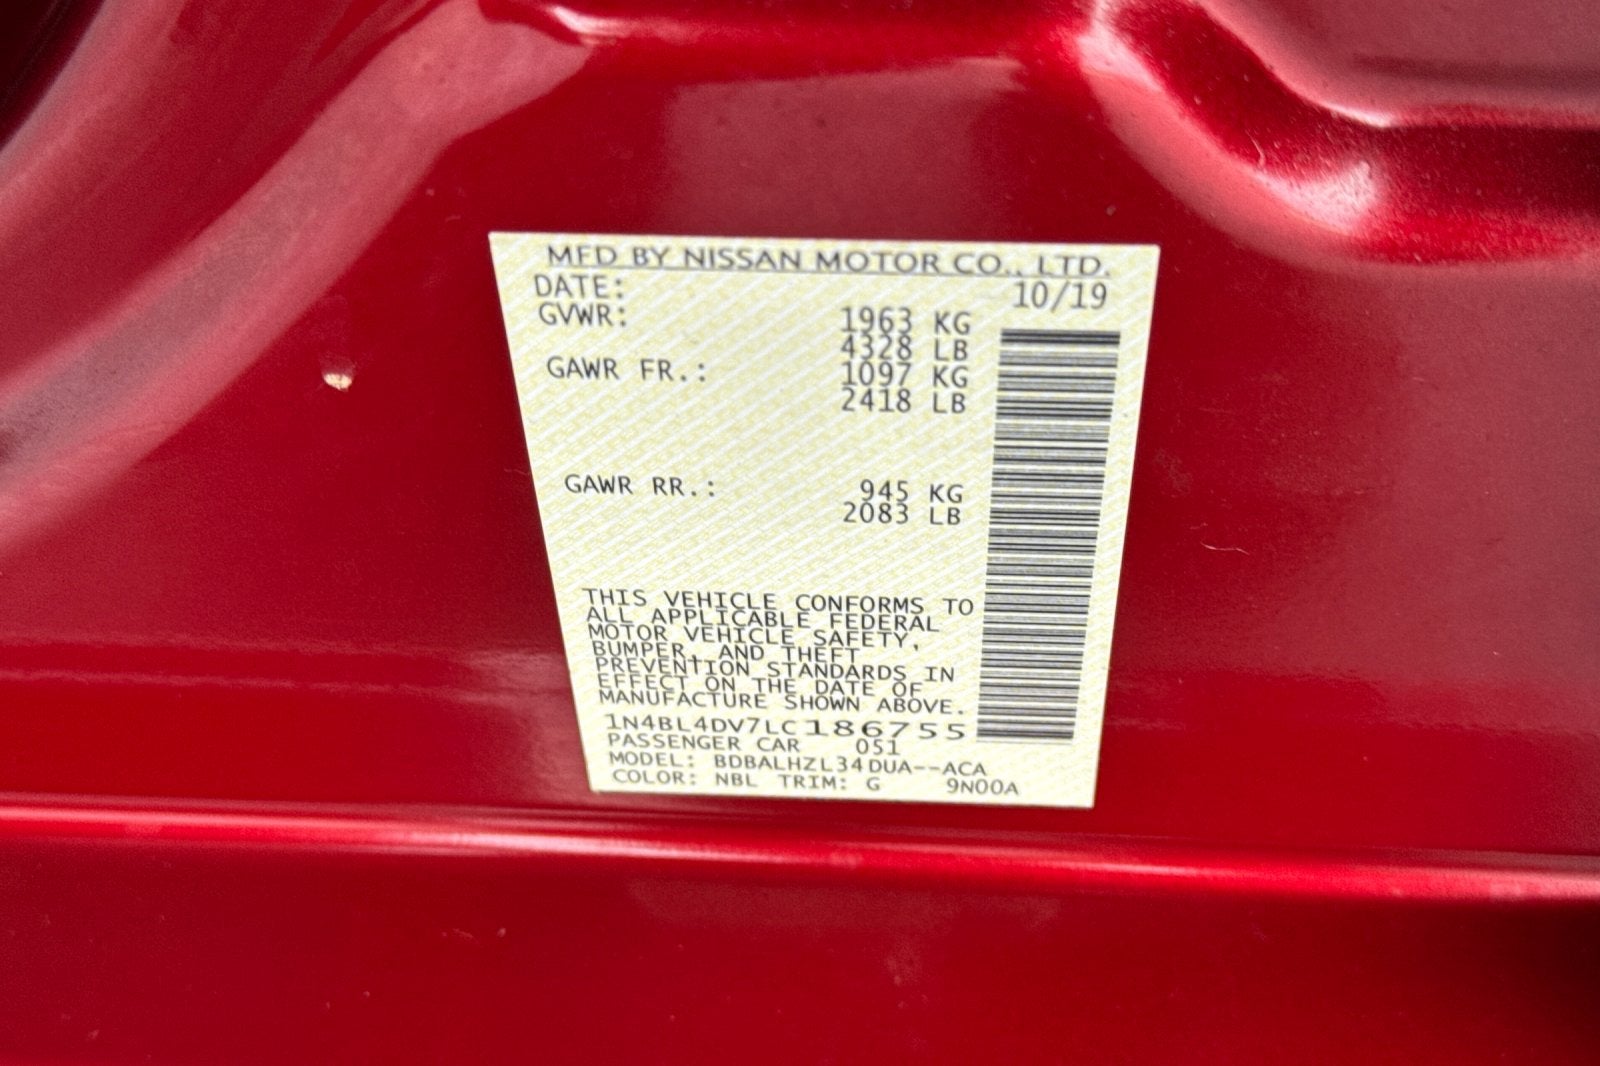 MFD BY NISSAN MOTOR CO., LTD.
DATE: 10/19
GVWR: 1963 KG
4328 LB
GAWR FR.: 1097 KG
2418 LB
GAWR RR.: 945 KG
2083 LB
THIS VEHICLE CONFORMS TO
ALL APPLICABLE FEDERAL
MOTOR VEHICLE SAFETY,
BUMPER, AND THEFT
PREVENTION STANDARDS IN
EFFECT ON THE DATE OF
MANUFACTURE SHOWN ABOVE.
1N4BL4DV7LC186755
PASSENGER CAR 051
MODEL: BDBALHZL34DUA--ACA
COLOR: NBL TRIM: G 9N00A